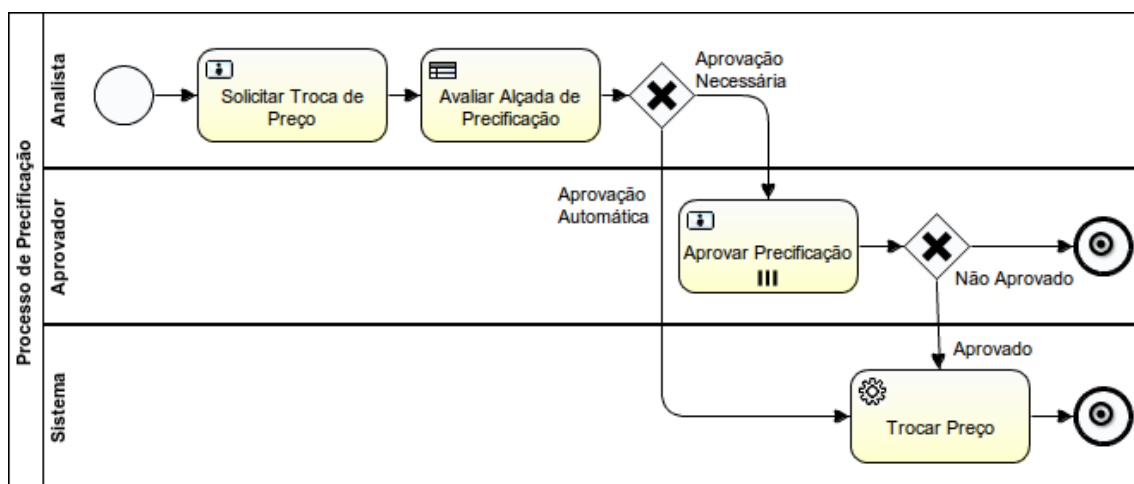 Processo de Precificação
Analista
Solicitar Troca de
Preço
Avaliar Alçada de
Precificação
Aprovação
Necessária
Aprovador
Aprovação
Automática
Aprovar Precificação
Não Aprovado
Aprovado
Sistema
Trocar Preço